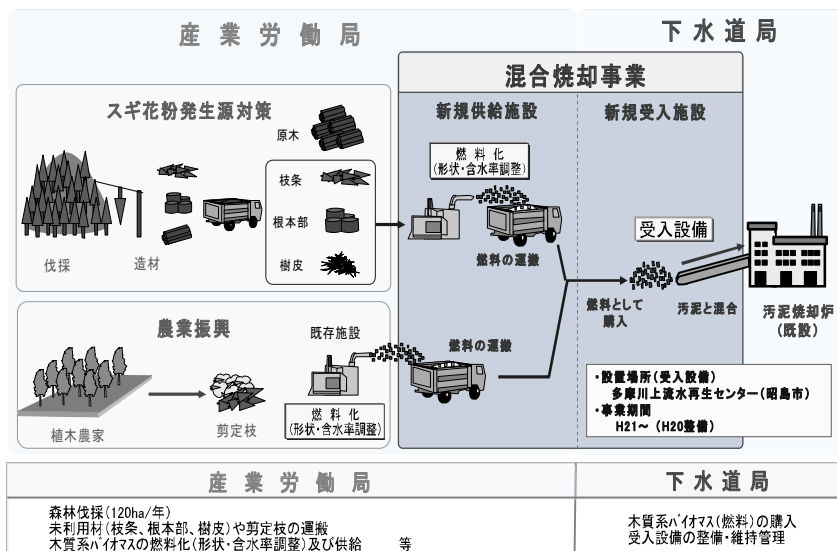 産業労働局
下水道局
混合焼却事業
スギ花粉発生源対策
原木
枝条
根本部
樹皮
伐採
造材
新規供給施設
燃料化
(形状・含水率調整)
燃料の運搬
新規受入施設
受入設備
燃料として
購入
汚泥と混合
汚泥焼却炉
(既設)
農業振興
既存施設
燃料の運搬
燃料化
(形状・含水率調整)
植木農家
剪定枝
・設置場所(受入設備)
多摩川上流水再生センター(昭島市)
・事業期間
H21～ (H20整備)
産業労働局
下水道局
森林伐採(120ha/年)
未利用材(枝条、根本部、樹皮)や剪定枝の運搬
木質系バイオマスの燃料化(形状・含水率調整)及び供給 等
木質系バイオマス(燃料)の購入
受入設備の整備・維持管理